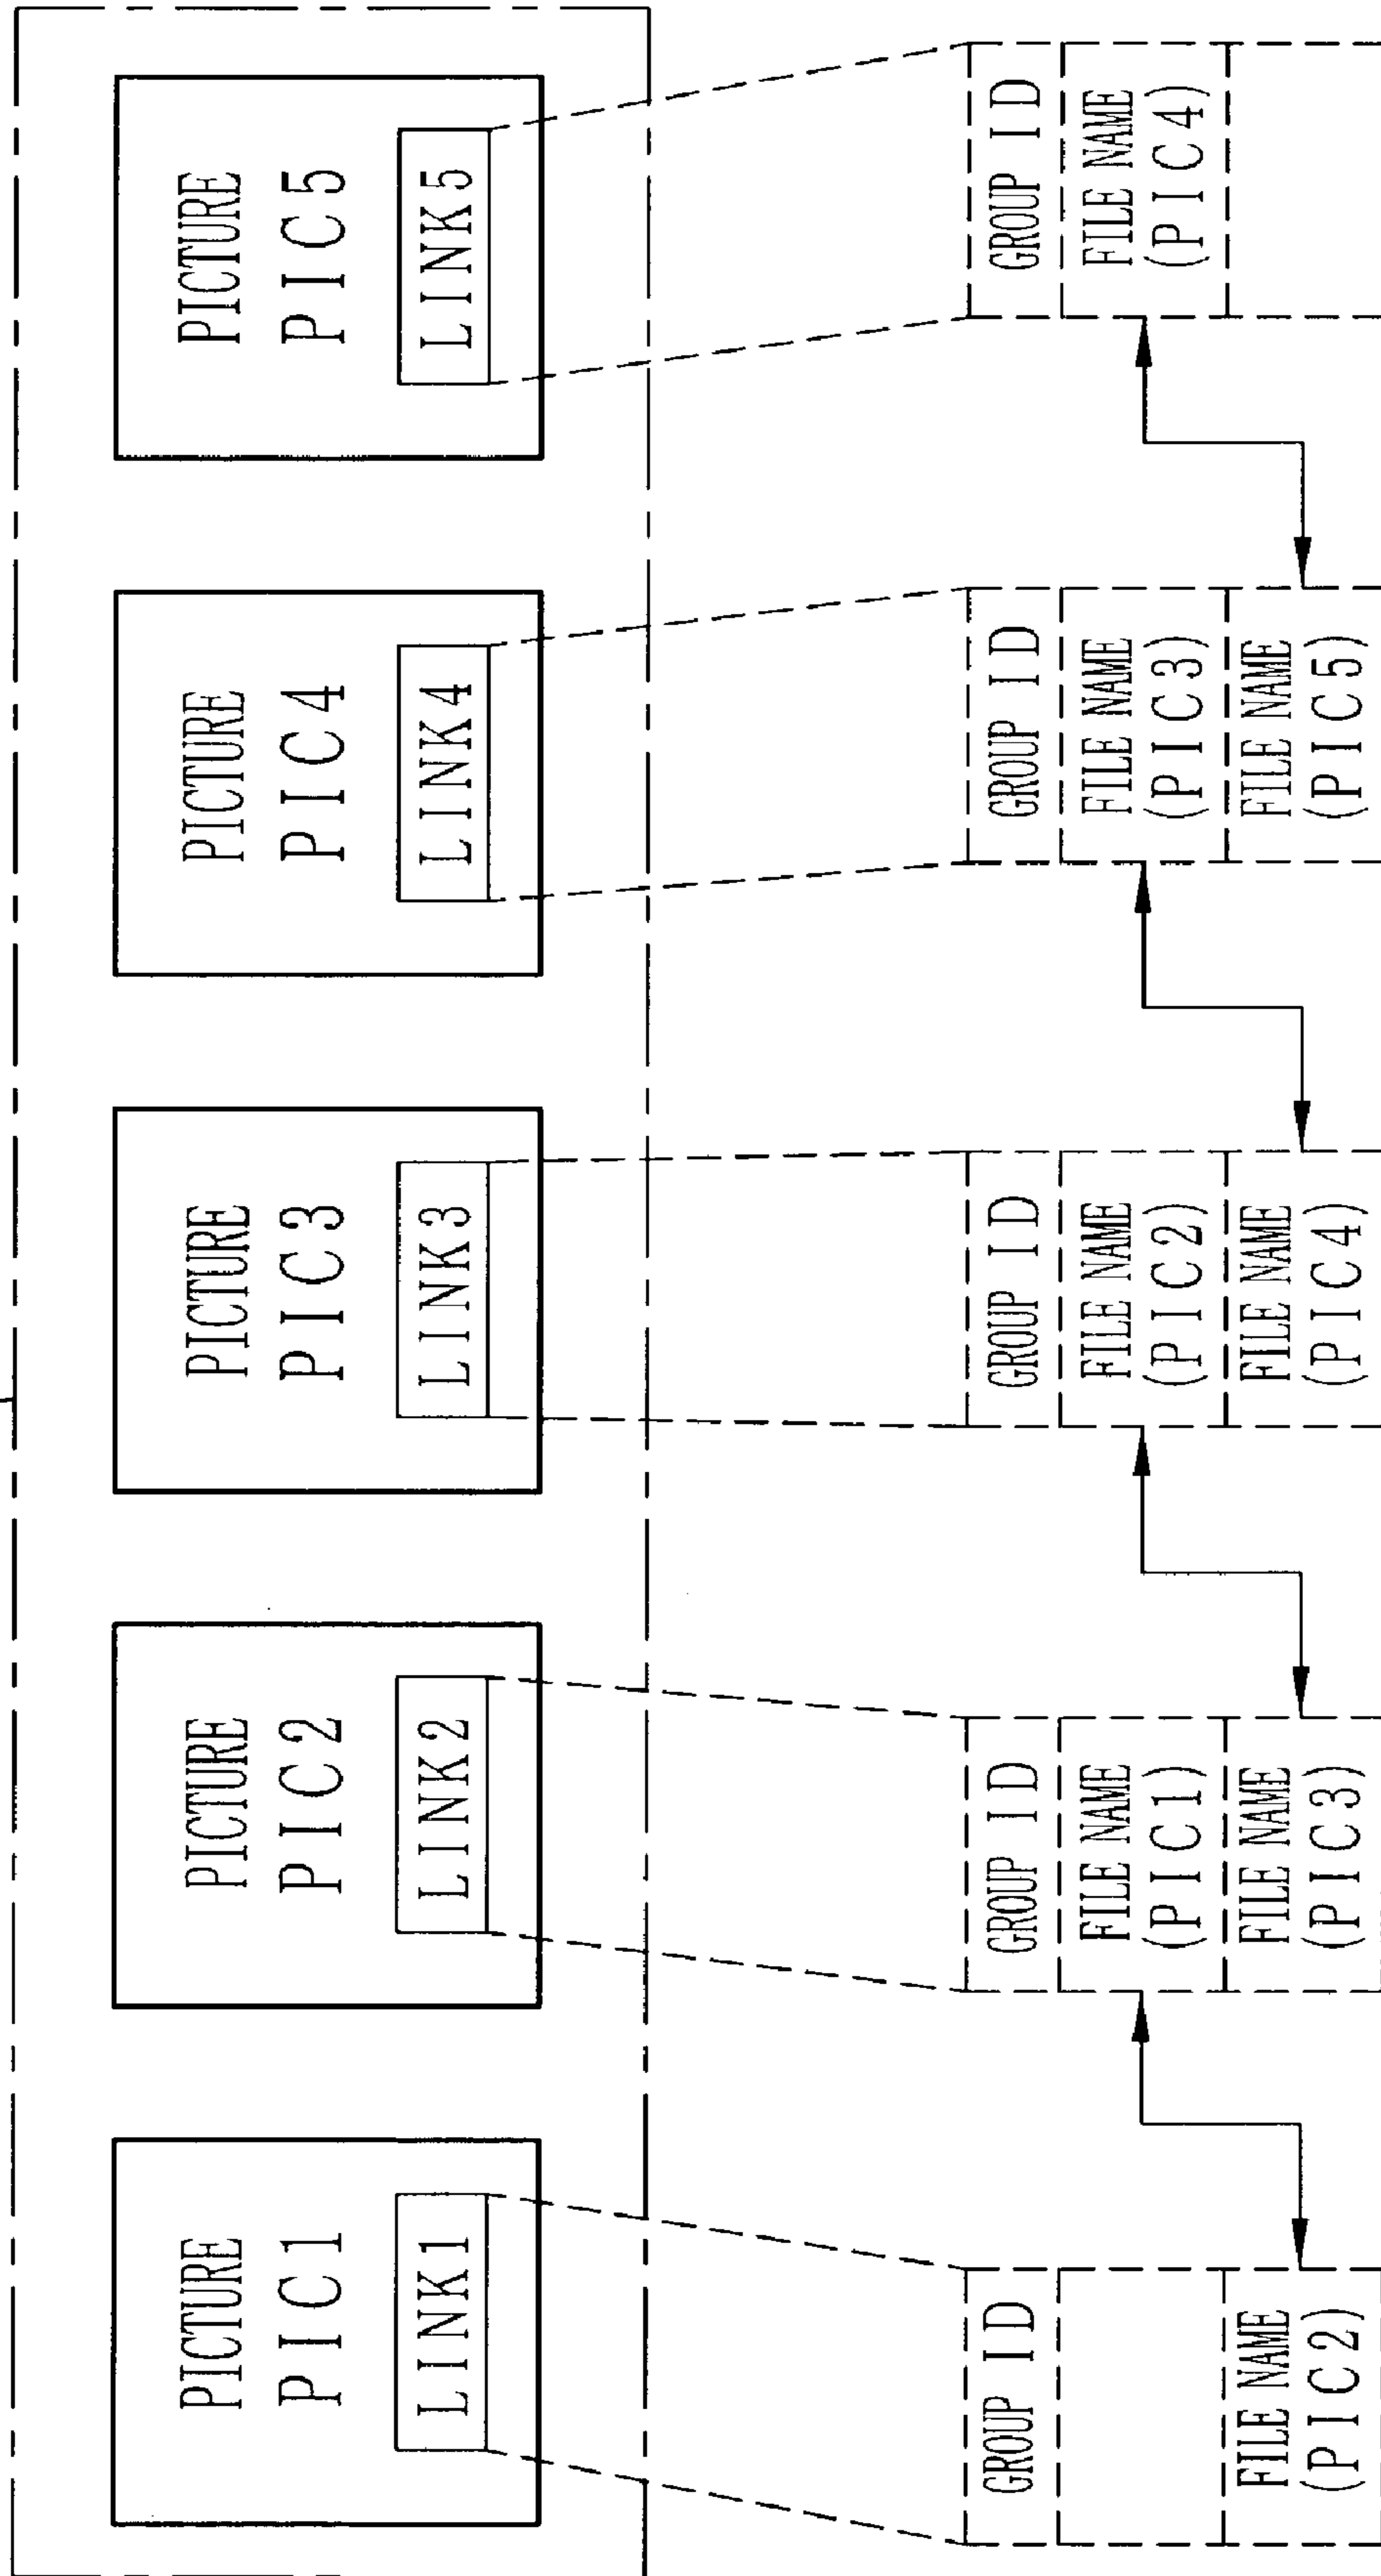 PICTURE
PIC1
LINK1
PICTURE
PIC2
LINK2
PICTURE
PIC3
LINK3
PICTURE
PIC4
LINK4
PICTURE
PIC5
LINK5
GROUP ID
FILE NAME
(PIC2)
GROUP ID
FILE NAME
(PIC1)
FILE NAME
(PIC3)
GROUP ID
FILE NAME
(PIC2)
FILE NAME
(PIC4)
GROUP ID
FILE NAME
(PIC3)
FILE NAME
(PIC5)
GROUP ID
FILE NAME
(PIC4)